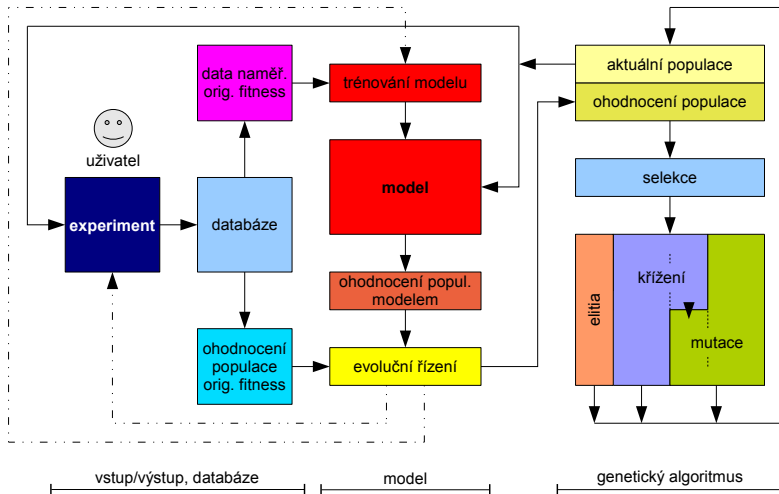 data naměř.
orig. fitness
trénování modelu
aktuální populace
ohodnocení populace
uživatel
experiment
databáze
model
selekce
ohodnocení popul.
modelem
elitia
křížení
mutace
ohodnocení
populace
orig. fitness
evoluční řízení
vstup/výstup, databáze
model
genetický algoritmus